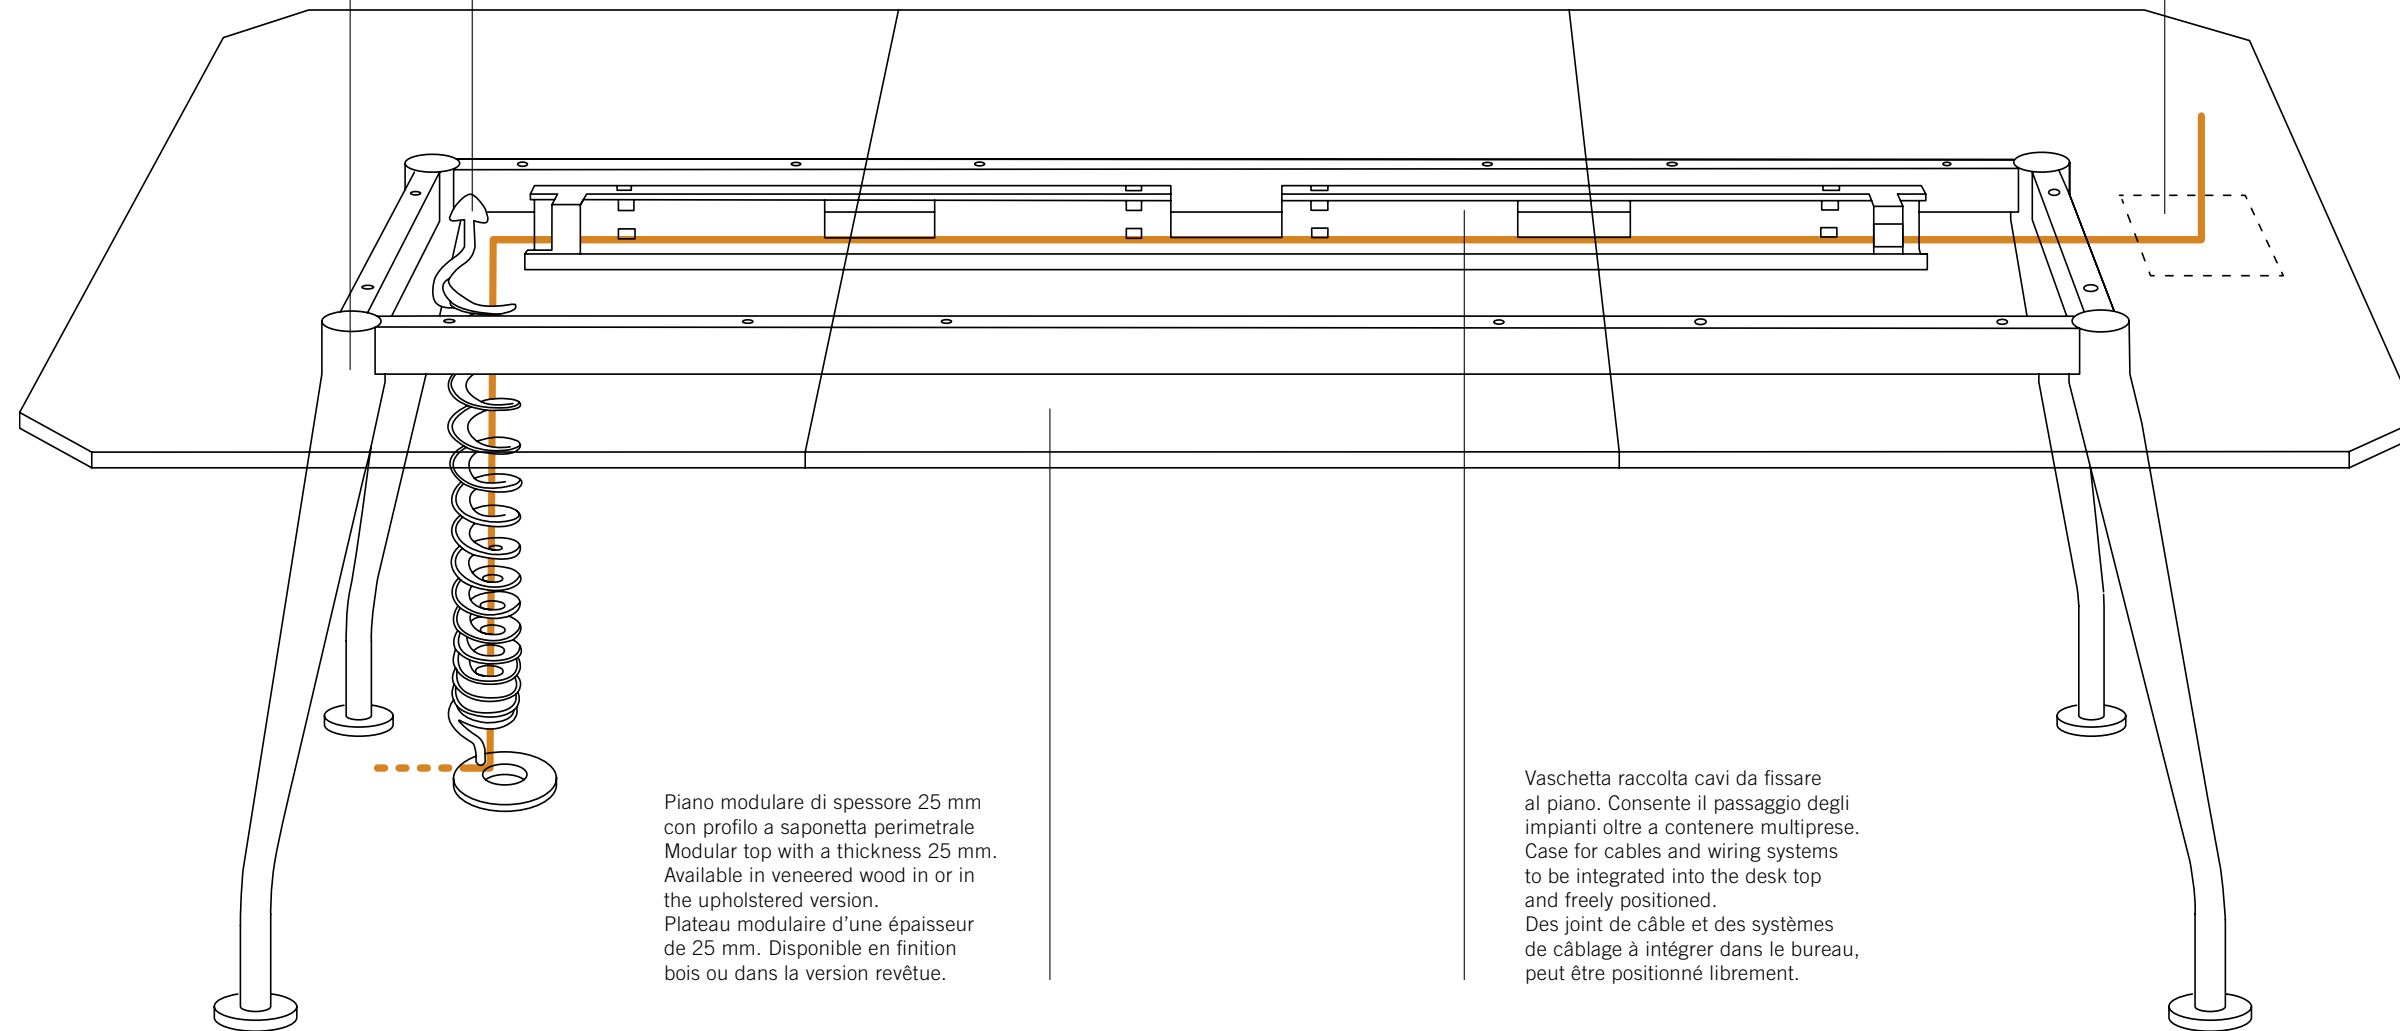 Piano modulare di spessore 25 mm
con profilo a saponetta perimetrale
Modular top with a thickness 25 mm.
Available in veneered wood in or in
the upholstered version.
Plateau modulaire d’une épaisseur
de 25 mm. Disponible en finition
bois ou dans la version revêtue.
Vaschetta raccolta cavi da fissare
al piano. Consente il passaggio degli
impianti oltre a contenere multiprese.
Case for cables and wiring systems
to be integrated into the desk top
and freely positioned.
Des joint de câble et des systèmes
de câblage à intégrer dans le bureau,
peut être positionné librement.